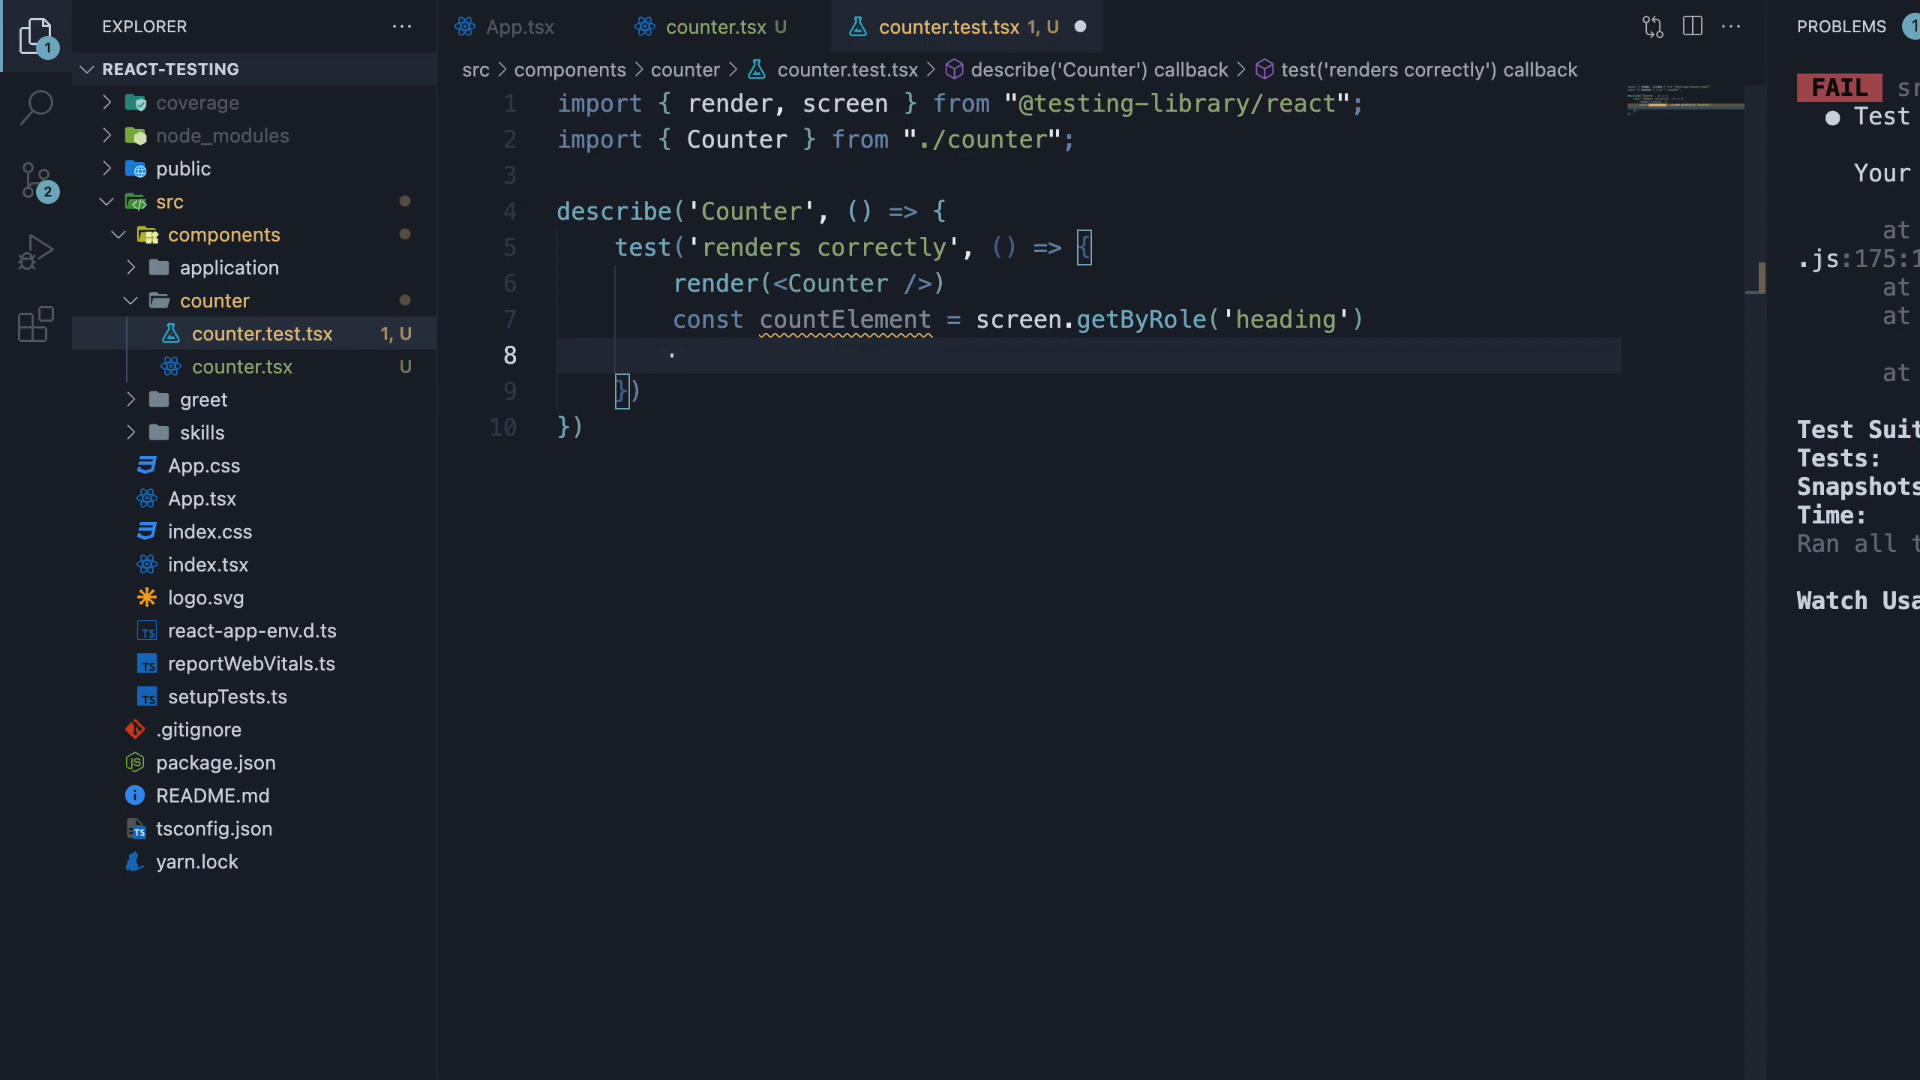 EXPLORER
1
REACT-TESTING
coverage
node_modules
public
2
src
components
application
counter
counter.test.tsx 1, U
counter.tsx U
greet
skills
App.css
App.tsx
index.css
index.tsx
logo.svg
react-app-env.d.ts
reportWebVitals.ts
setupTests.ts
.gitignore
package.json
README.md
tsconfig.json
yarn.lock
App.tsx counter.tsx U counter.test.tsx 1, U
src > components > counter > counter.test.tsx > describe('Counter') callback > test('renders correctly') callback
1 import { render, screen } from "@testing-library/react";
2 import { Counter } from "./counter";
3
4 describe('Counter', () => {
5 test('renders correctly', () => {
6 render(<Counter />)
7 const countElement = screen.getByRole('heading')
8
9 })
10 })
PROBLEMS 1
FAIL sr
● Test
Your
at
.js:175:1
at
at
at
Test Suit
Tests:
Snapshots
Time:
Ran all t
Watch Usa